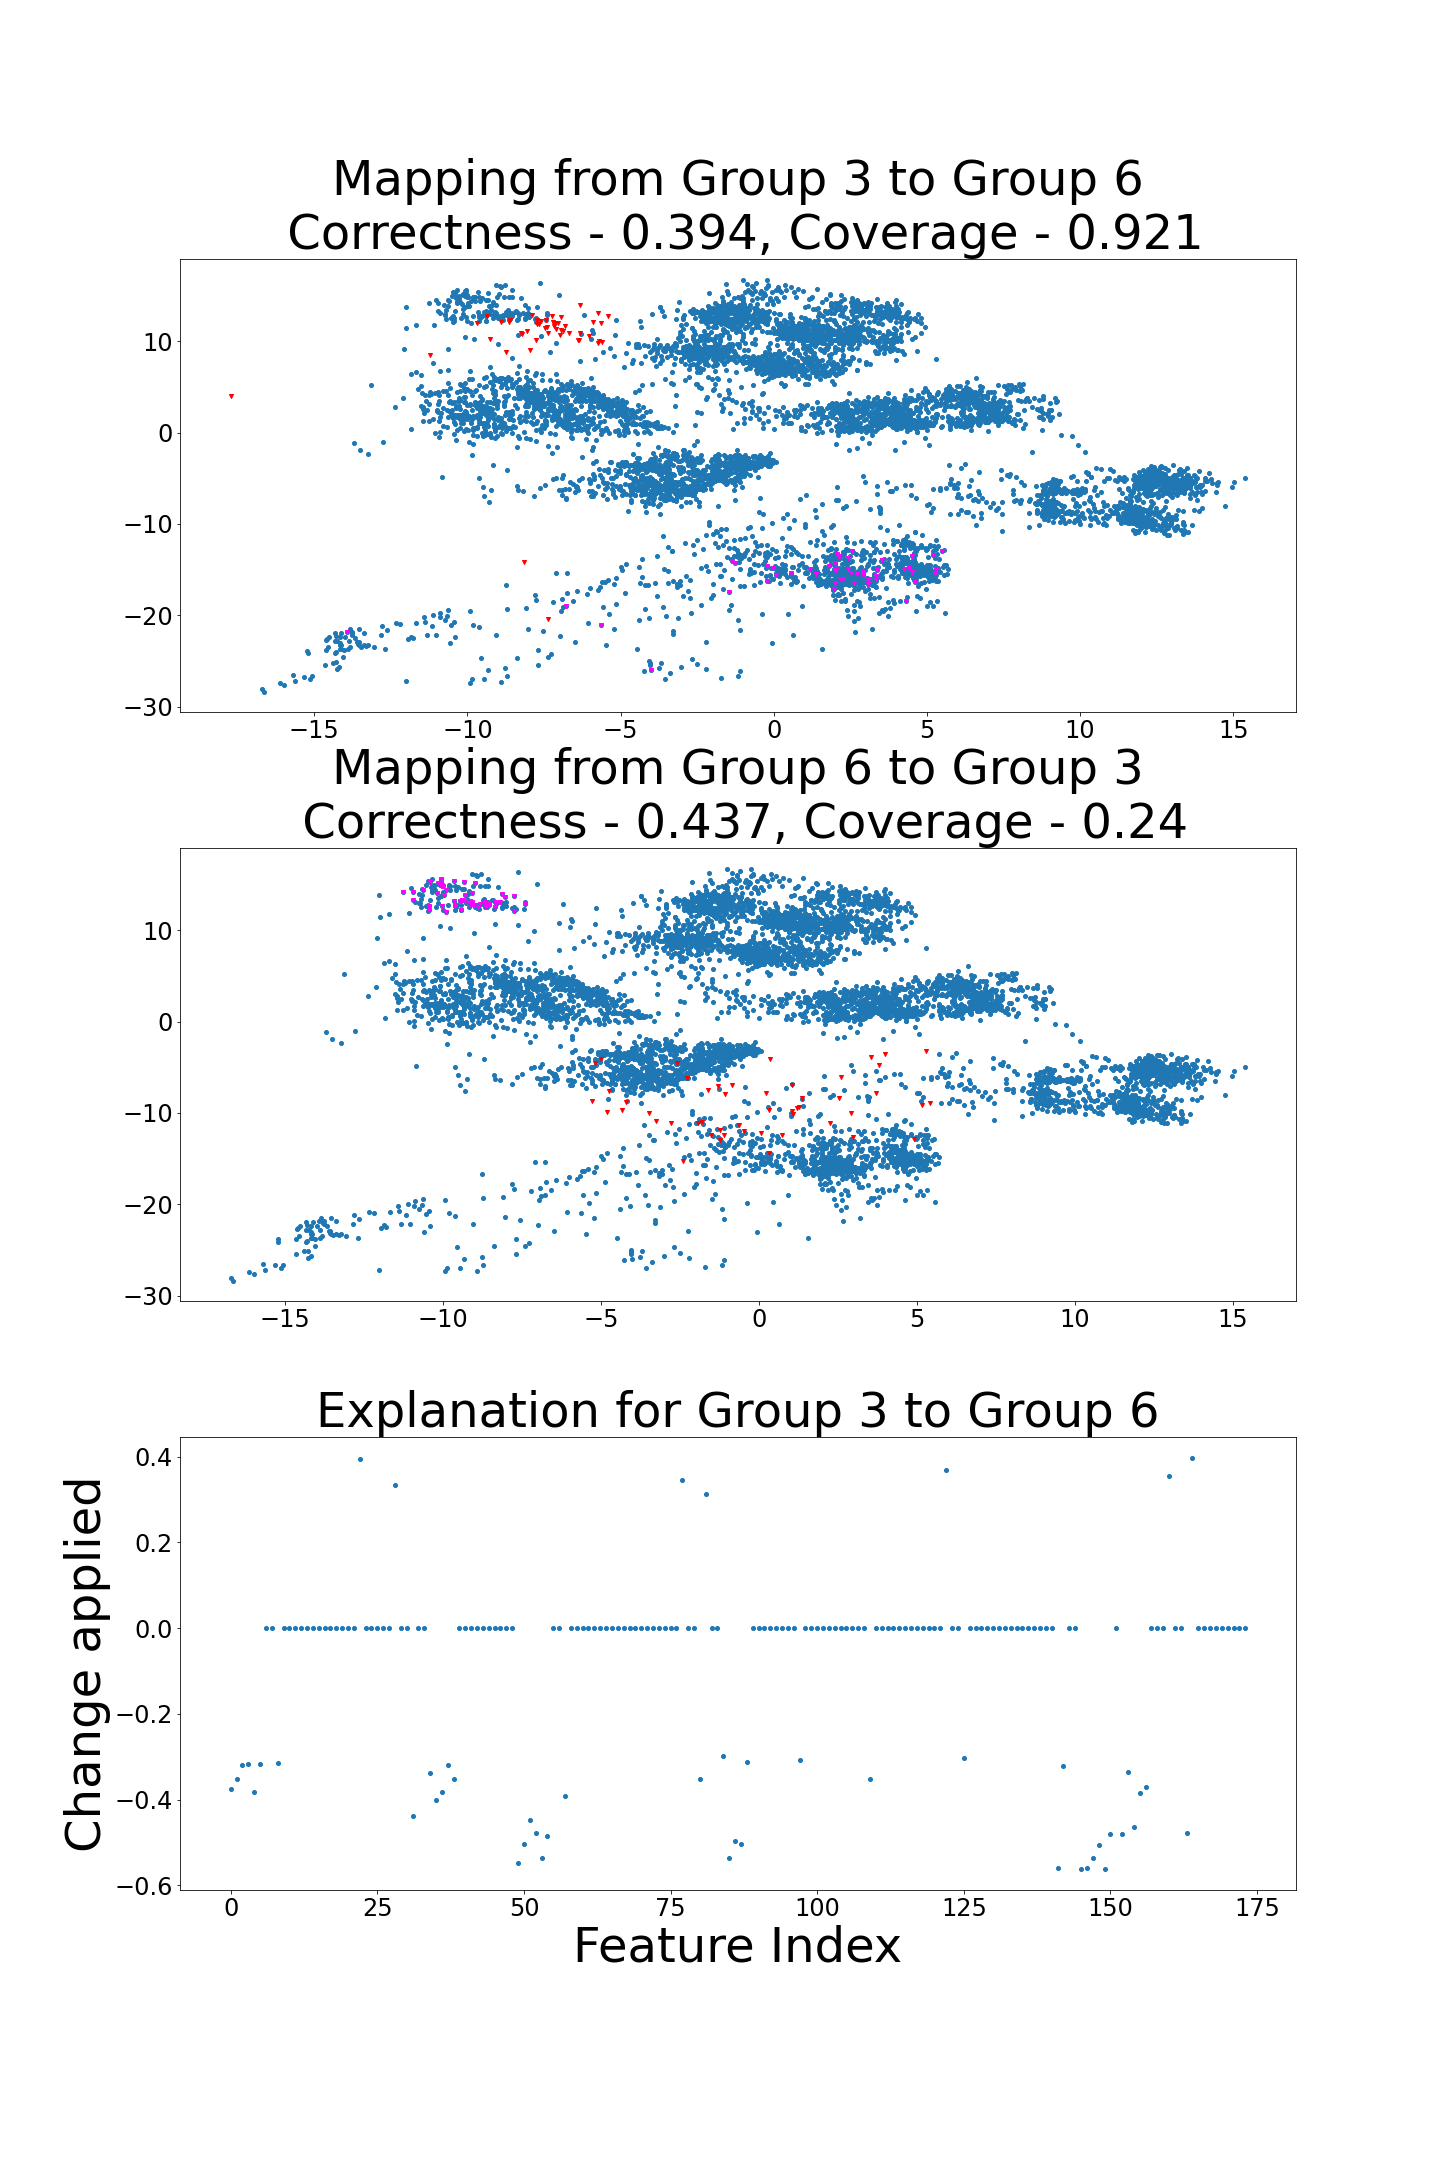 Mapping from Group 3 to Group 6
Correctness - 0.394, Coverage - 0.921
10
0
−10
−20
−30
−15 −10 −5 0 5 10 15
Mapping from Group 6 to Group 3
Correctness - 0.437, Coverage - 0.24
10
0
−10
−20
−30
−15 −10 −5 0 5 10 15
Explanation for Group 3 to Group 6
Change applied
0.4
0.2
0.0
−0.2
−0.4
−0.6
0 25 50 75 100 125 150 175
Feature Index